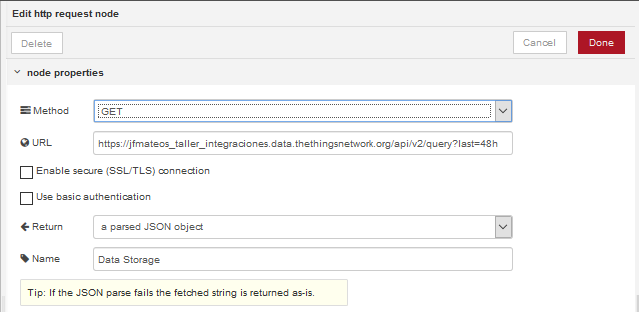 Edit http request node
Delete
Cancel
Done
node properties
Method
GET
URL
https://jfmateos_taller_integraciones.data.thethingsnetwork.org/api/v2/query?last=48h
Enable secure (SSL/TLS) connection
Use basic authentication
Return
a parsed JSON object
Name
Data Storage
Tip: If the JSON parse fails the fetched string is returned as-is.